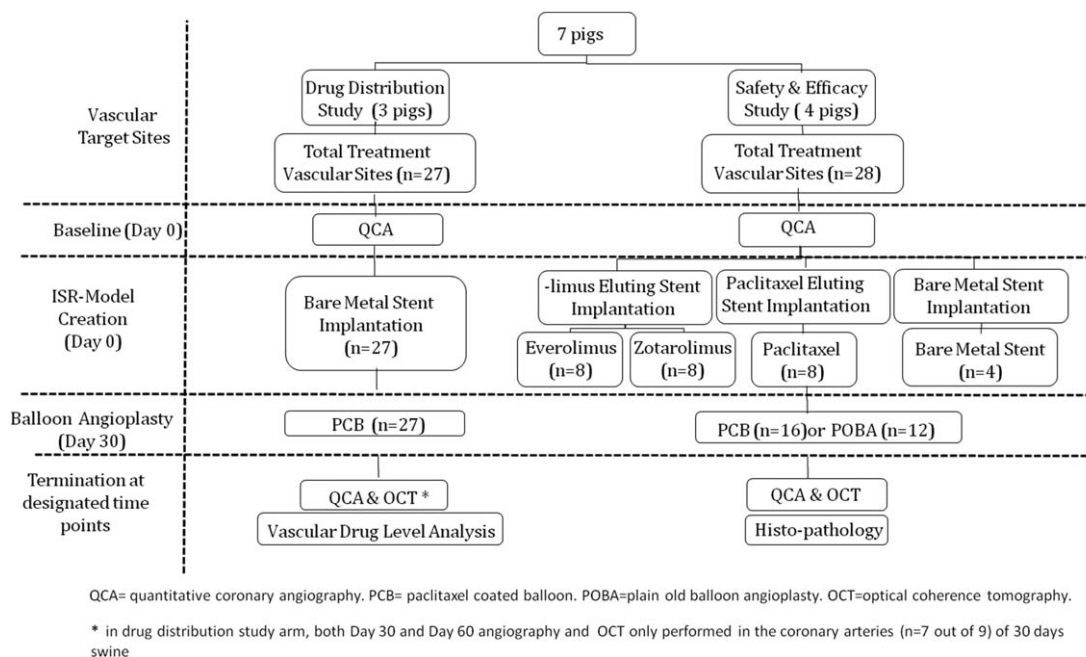 7 pigs
Drug Distribution
Study (3 pigs)
Safety & Efficacy
Study ( 4 pigs)
Vascular
Target Sites
Total Treatment
Vascular Sites (n=27)
Total Treatment
Vascular Sites (n=28)
Baseline (Day 0)
QCA
QCA
ISR-Model
Creation
(Day 0)
Bare Metal Stent
Implantation
(n=27)
-limus Eluting Stent
Implantation
Paclitaxel Eluting
Stent Implantation
Bare Metal Stent
Implantation
Everolimus
(n=8)
Zotarolimus
(n=8)
Paclitaxel
(n=8)
Bare Metal Stent
(n=4)
Balloon Angioplasty
(Day 30)
PCB (n=27)
PCB (n=16)or POBA (n=12)
Termination at
designated time
points
QCA & OCT *
Vascular Drug Level Analysis
QCA & OCT
Histo-pathology
QCA= quantitative coronary angiography. PCB= paclitaxel coated balloon. POBA=plain old balloon angioplasty. OCT=optical coherence tomography.
* in drug distribution study arm, both Day 30 and Day 60 angiography and OCT only performed in the coronary arteries (n=7 out of 9) of 30 days
swine